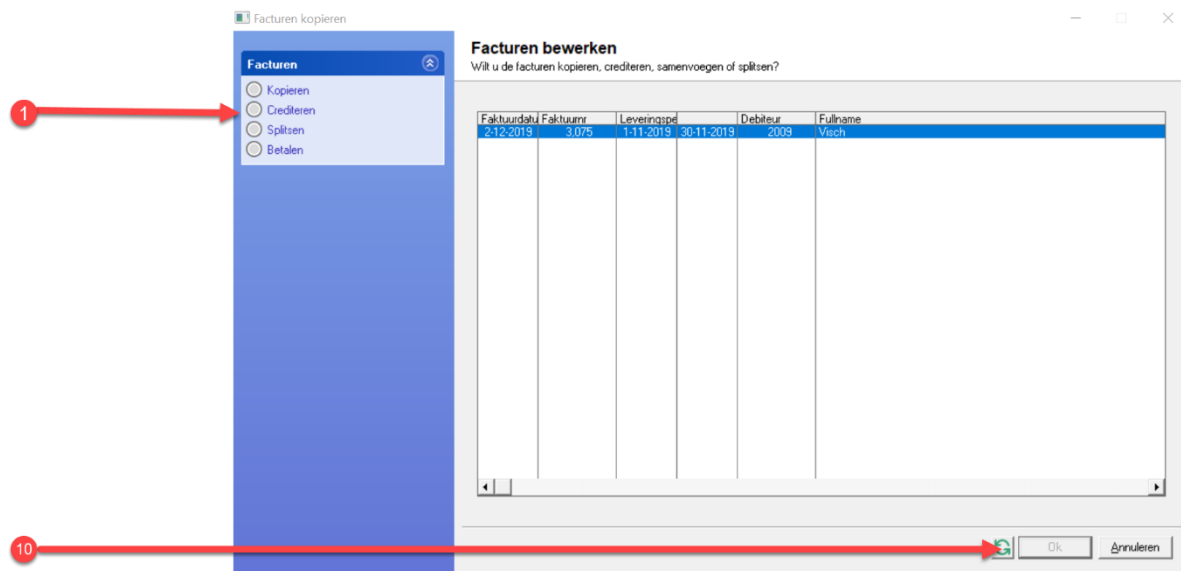 Facturen kopieren
Facturen
Kopieren
Crediteren
Splitsen
Betalen
1
Facturen bewerken
Wilt u de facturen kopieren, crediteren, samenvoegen of splitsen?
Faktuurdatu Faktuurnr Leveringspe Debiteur Fullname
2-12-2019 3,075 1-11-2019 30-11-2019 2009 Visch
10
Ok Annuleren